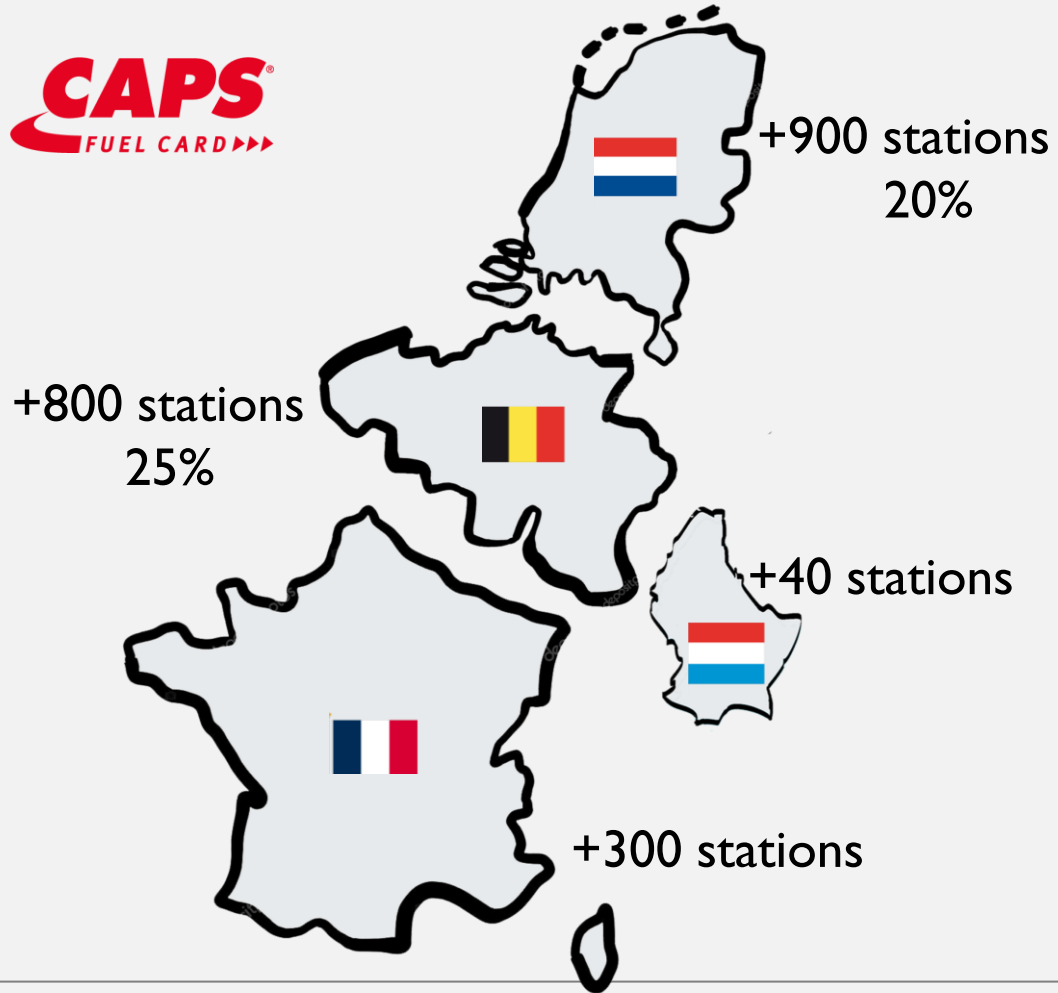 CAPS®
FUEL CARD
+900 stations
20%
+800 stations
25%
+40 stations
+300 stations